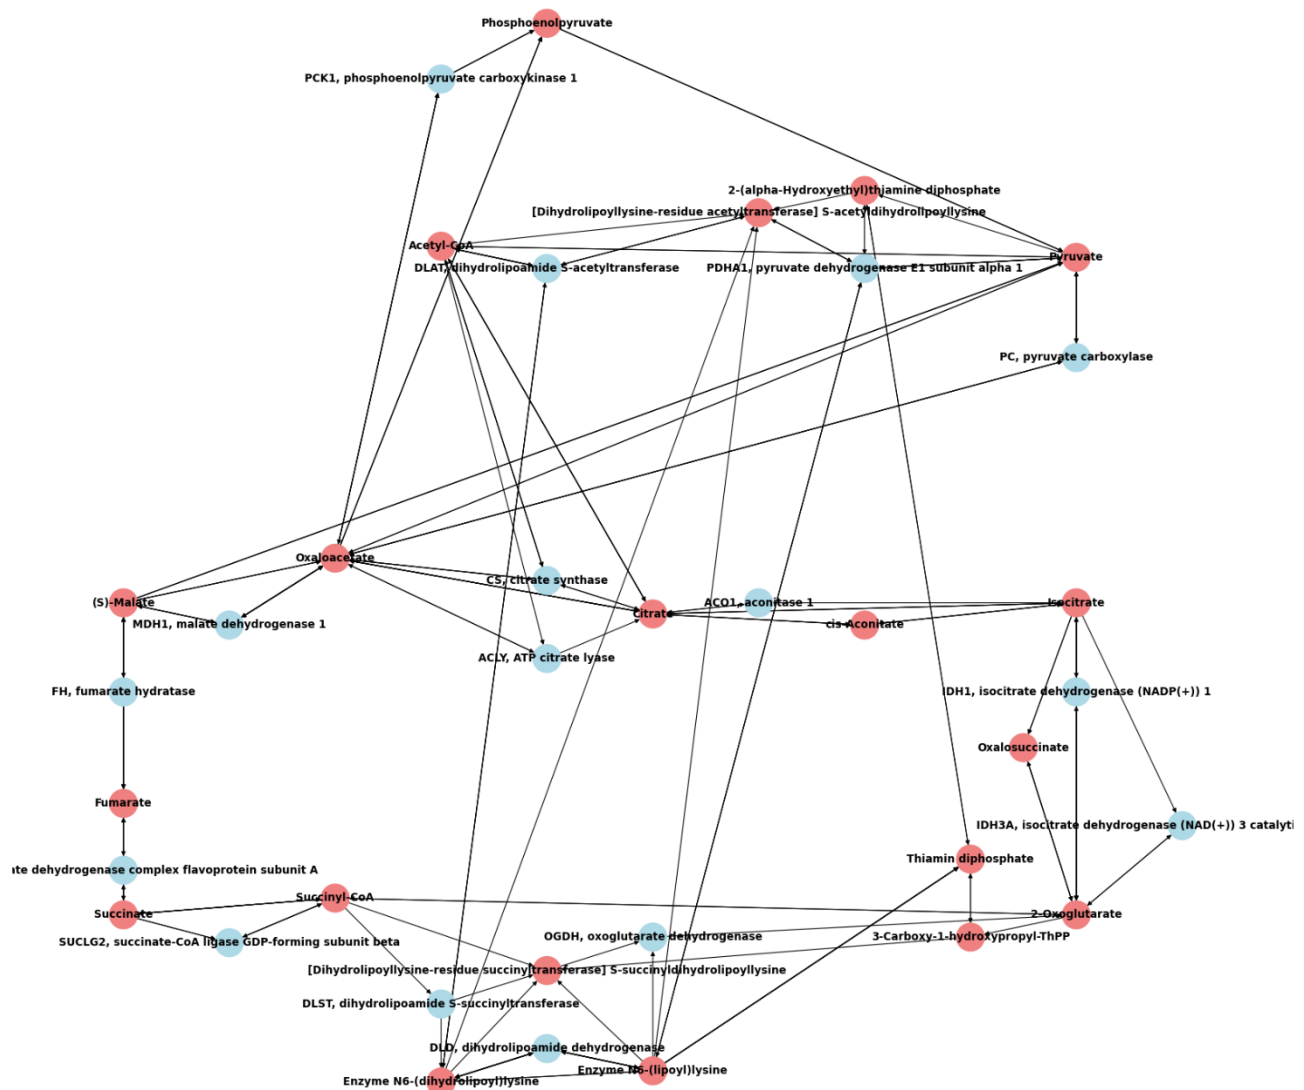 Phosphoenolpyruvate
PCK1, phosphoenolpyruvate carboxykinase 1
2-(alpha-Hydroxyethyl)thiamine diphosphate
[Dihydrolipoyllysine-residue acetyltransferase] S-acetyldihydrolipoyllysine
Acetyl-CoA
Pyruvate
DLAT, dihydrolipoamide S-acetyltransferase
PDHA1, pyruvate dehydrogenase E1 subunit alpha 1
PC, pyruvate carboxylase
Oxaloacetate
CS, citrate synthase
(S)-Malate
ACO1, aconitase 1
Isocitrate
Citrate
MDH1, malate dehydrogenase 1
cis-Aconitate
ACLY, ATP citrate lyase
FH, fumarate hydratase
IDH1, isocitrate dehydrogenase (NADP(+)) 1
Oxalosuccinate
Fumarate
IDH3A, isocitrate dehydrogenase (NAD(+)) 3 catalyti
Thiamin diphosphate
te dehydrogenase complex flavoprotein subunit A
Succinyl-CoA
Succinate
2-Oxoglutarate
SUCLG2, succinate-CoA ligase GDP-forming subunit beta
OGDH, oxoglutarate dehydrogenase
3-Carboxy-1-hydroxypropyl-ThPP
[Dihydrolipoyllysine-residue succinyltransferase] S-succinyldihydrolipoyllysine
DLST, dihydrolipoamide S-succinyltransferase
DLD, dihydrolipoamide dehydrogenase
Enzyme N6-(lipoyl)lysine
Enzyme N6-(dihydrolipoyl)lysine